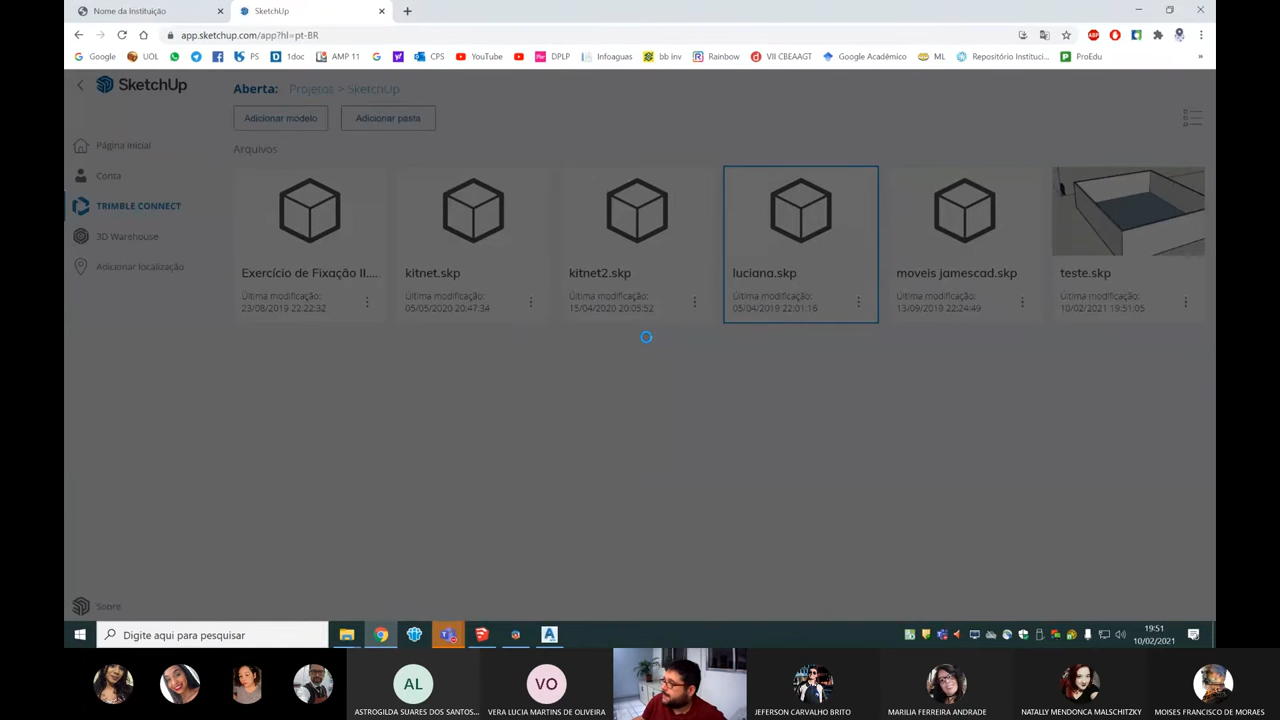 Nome da Instituição
SketchUp
app.sketchup.com/app?hl=pt-BR
Google UOL PS 1doc AMP 11 CPS YouTube DPLP Infoaguas bb inv Rainbow VII CBEAAGT Google Acadêmico ML Repositório Instituci... ProEdu »
SketchUp
Aberta: Projetos > SketchUp
Adicionar modelo Adicionar pasta
Arquivos
Página inicial
Conta
TRIMBLE CONNECT
3D Warehouse
Adicionar localização
Exercício de Fixação II....
Última modificação:
23/08/2019 22:22:32
kitnet.skp
Última modificação:
05/05/2020 20:47:34
kitnet2.skp
Última modificação:
15/04/2020 20:05:52
luciana.skp
Última modificação:
05/04/2019 22:01:16
moveis jamescad.skp
Última modificação:
13/09/2019 22:24:49
teste.skp
Última modificação:
10/02/2021 19:51:05
Sobre
Digite aqui para pesquisar
19:51
10/02/2021
AL
ASTROGILDA SUARES DOS SANTOS...
VO
VERA LUCIA MARTINS DE OLIVEIRA
JEFERSON CARVALHO BRITO
MARILIA FERREIRA ANDRADE
NATALLY MENDONCA MALSCHITZKY
MOISES FRANCISCO DE MORAES